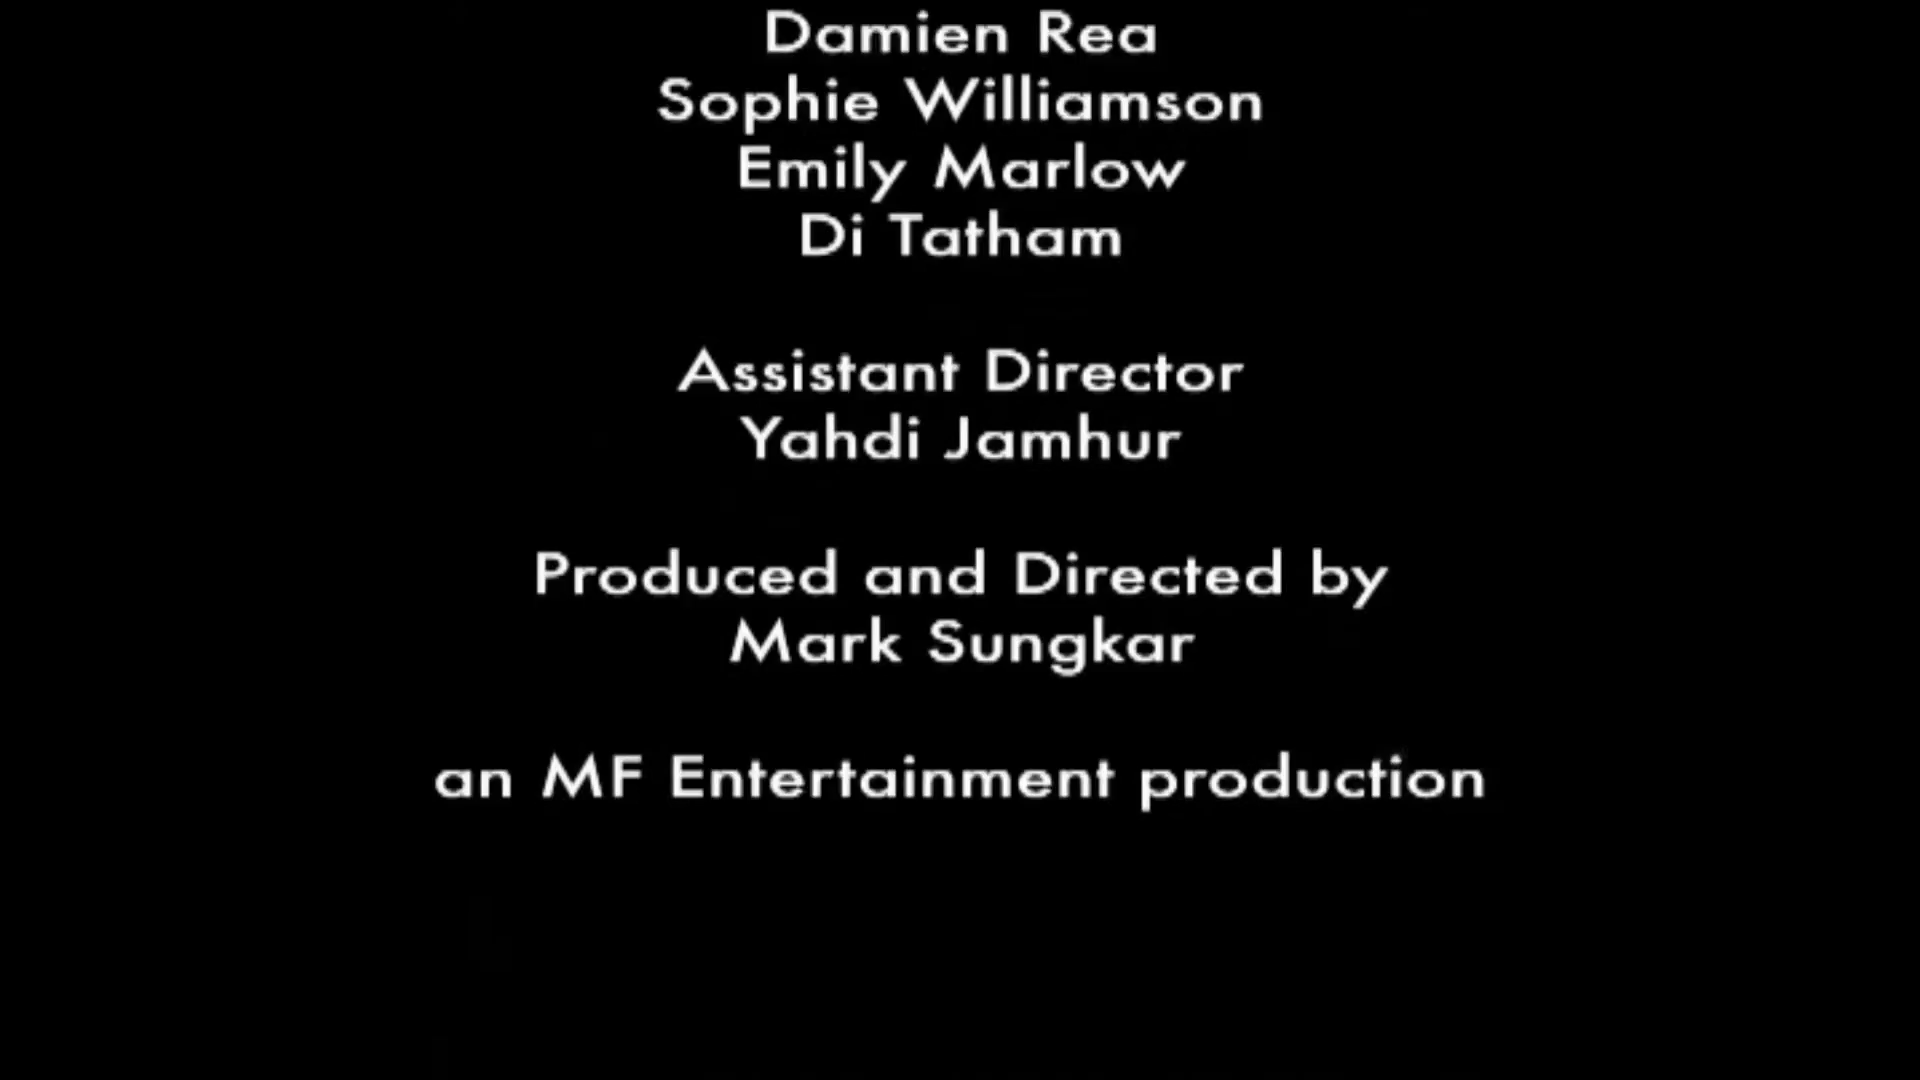 Damien Rea
Sophie Williamson
Emily Marlow
Di Tatham
Assistant Director
Yahdi Jamhur
Produced and Directed by
Mark Sungkar
an MF Entertainment production